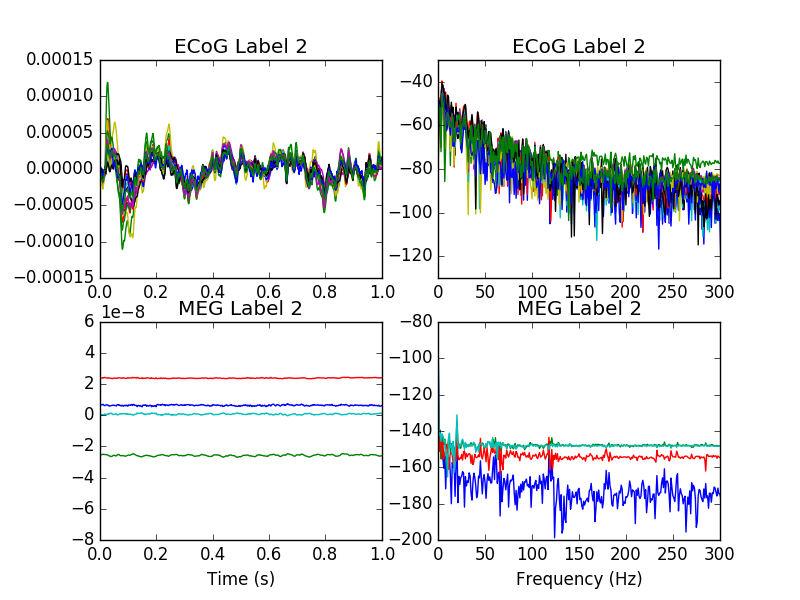 ECoG Label 2
0.00015
0.00010
0.00005
0.00000
−0.00005
−0.00010
−0.00015
0.0 0.2 0.4 0.6 0.8 1.0
ECoG Label 2
−40
−60
−80
−100
−120
0 50 100 150 200 250 300
MEG Label 2
1e−8
6
4
2
0
−2
−4
−6
−8
0.0 0.2 0.4 0.6 0.8 1.0
Time (s)
MEG Label 2
−80
−100
−120
−140
−160
−180
−200
0 50 100 150 200 250 300
Frequency (Hz)